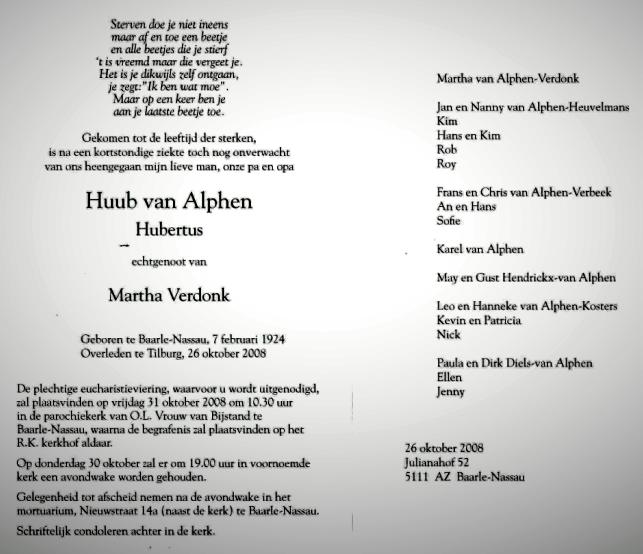 Sterven doe je niet ineens
maar af en toe een beetje
en alle beetjes die je stierf
't is vreemd maar die vergeet je.
Het is je dikwijls zelf ontgaan,
je zegt:"Ik ben wat moe".
Maar op een keer ben je
aan je laatste beetje toe.
Gekomen tot de leeftijd der sterken,
is na een kortstondige ziekte toch nog onverwacht
van ons heengegaan mijn lieve man, onze pa en opa
Huub van Alphen
Hubertus
echtgenoot van
Martha Verdonk
Geboren te Baarle-Nassau, 7 februari 1924
Overleden te Tilburg, 26 oktober 2008
De plechtige eucharistieviering, waarvoor u wordt uitgenodigd,
zal plaatsvinden op vrijdag 31 oktober 2008 om 10.30 uur
in de parochiekerk van O.L. Vrouw van Bijstand te
Baarle-Nassau, waarna de begrafenis zal plaatsvinden op het
R.K. kerkhof aldaar.
Op donderdag 30 oktober zal er om 19.00 uur in voornoemde
kerk een avondwake worden gehouden.
Gelegenheid tot afscheid nemen na de avondwake in het
mortuarium, Nieuwstraat 14a (naast de kerk) te Baarle-Nassau.
Schriftelijk condoleren achter in de kerk.
Martha van Alphen-Verdonk
Jan en Nanny van Alphen-Heuvelmans
Kim
Hans en Kim
Rob
Roy
Frans en Chris van Alphen-Verbeek
An en Hans
Sofie
Karel van Alphen
May en Gust Hendrickx-van Alphen
Leo en Hanneke van Alphen-Kosters
Kevin en Patricia
Nick
Paula en Dirk Diels-van Alphen
Ellen
Jenny
26 oktober 2008
Julianahof 52
5111 AZ Baarle-Nassau